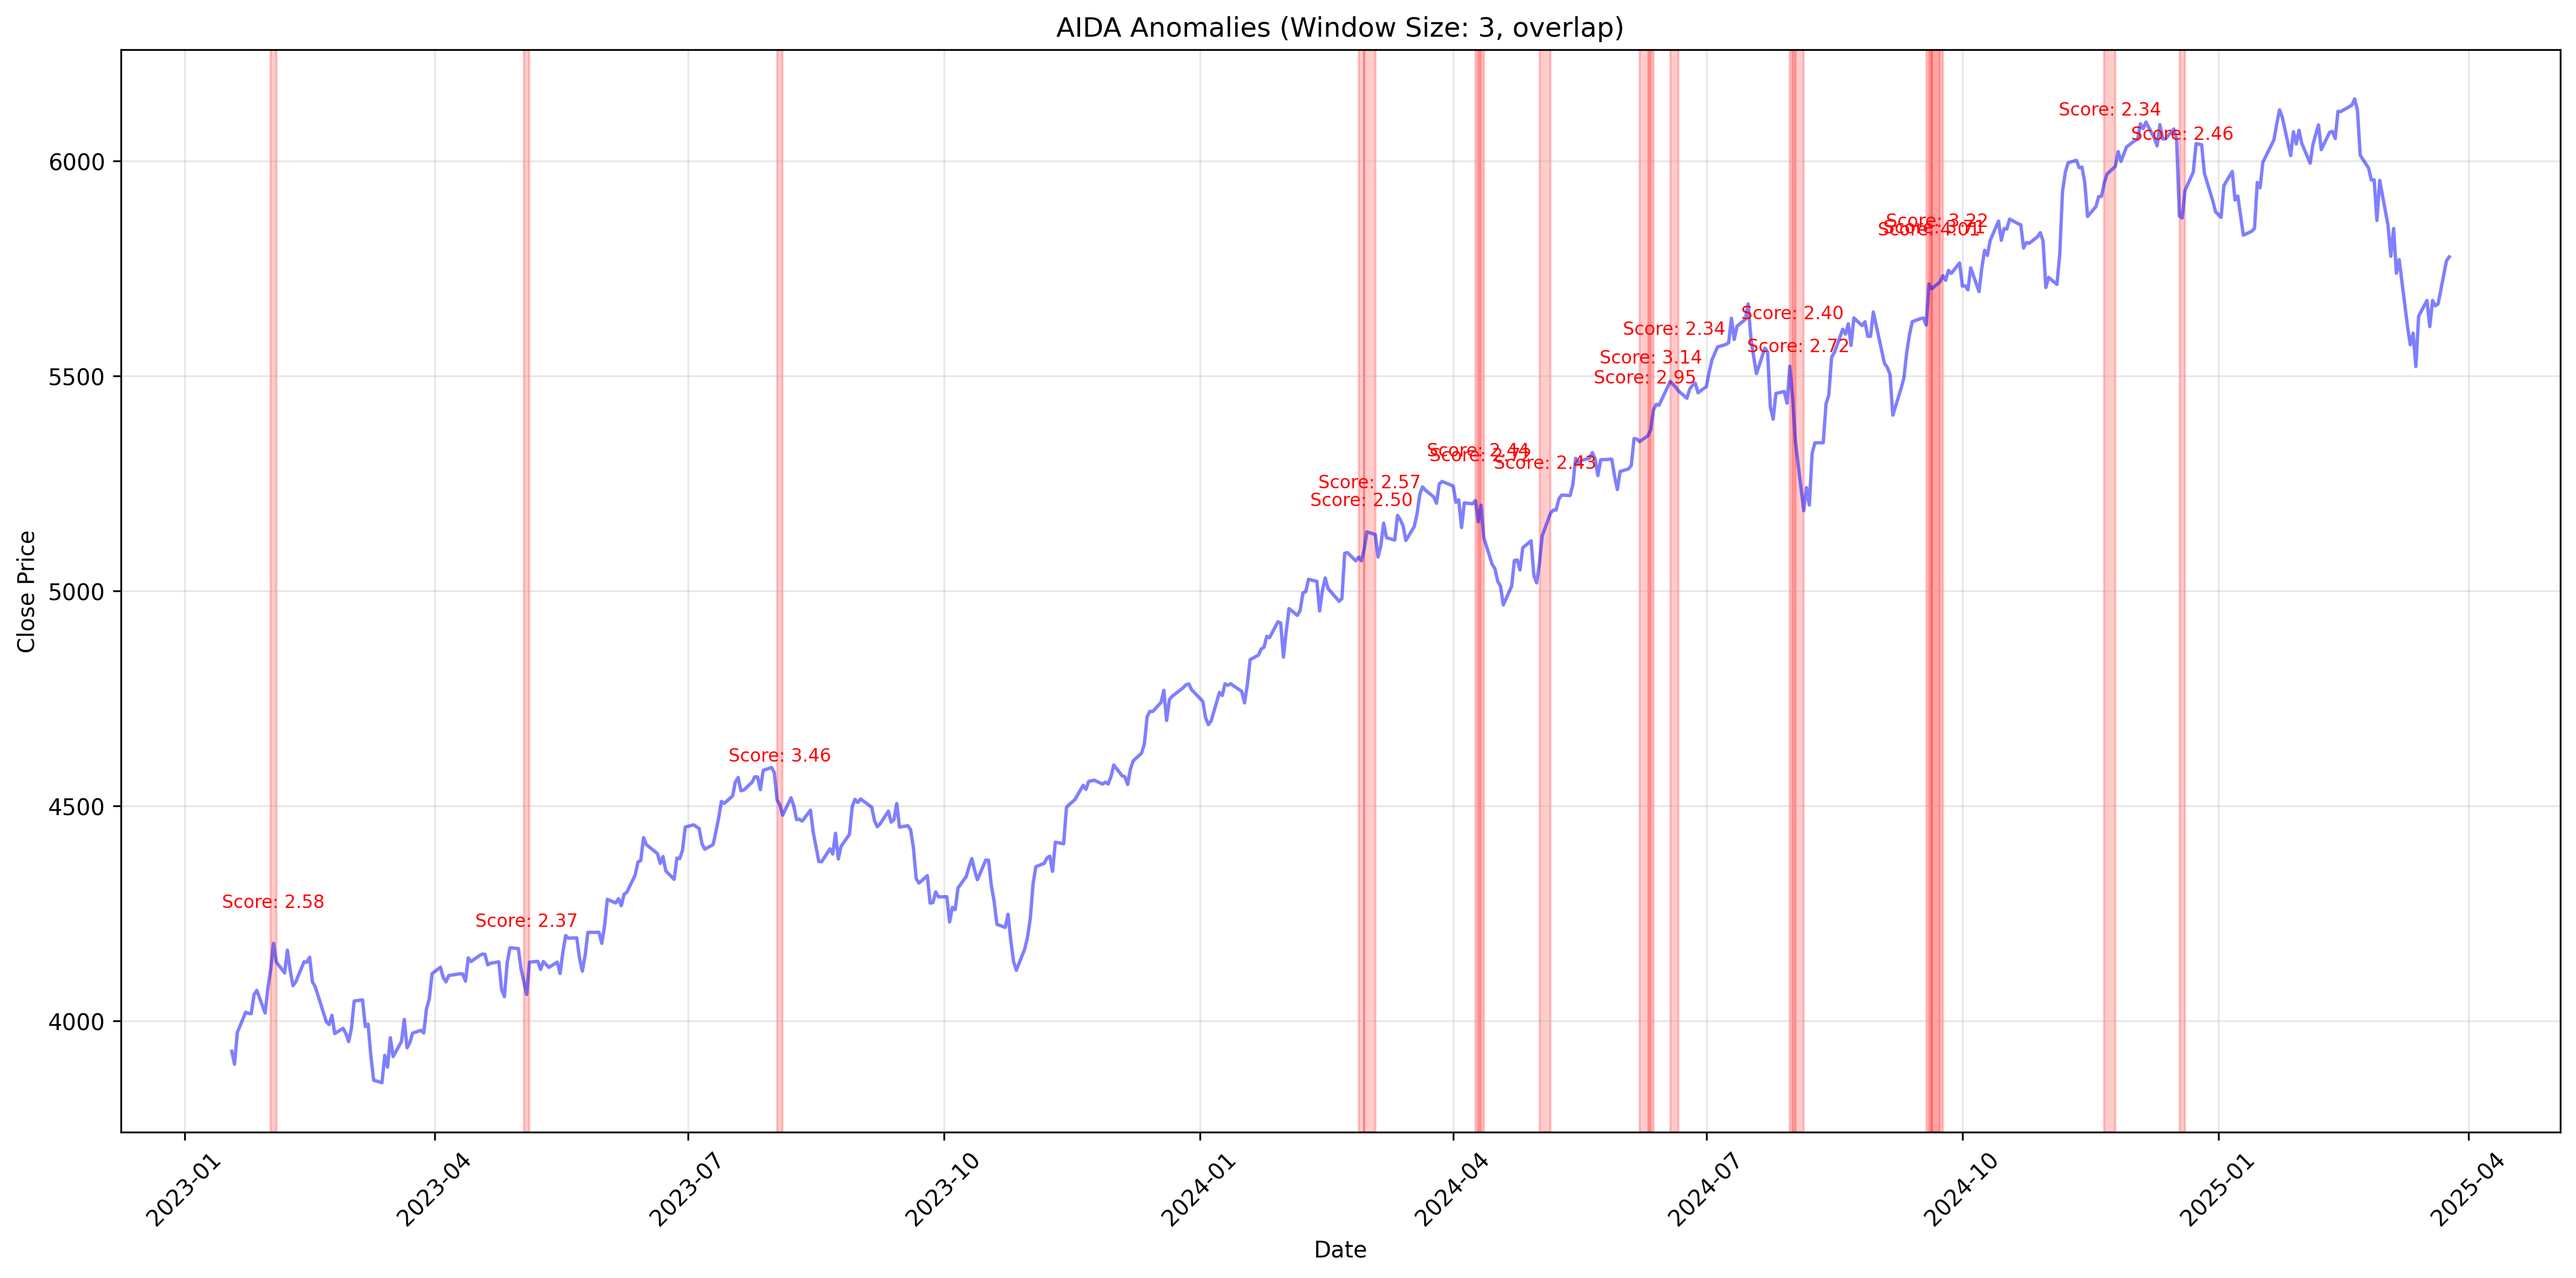 AIDA Anomalies (Window Size: 3, overlap)
Close Price
6000
5500
5000
4500
4000
Score: 2.58
Score: 2.37
Score: 3.46
Score: 2.57
Score: 2.50
Score: 2.44
Score:
Score: 2.43
Score: 2.34
Score: 3.14
Score: 2.95
Score: 2.40
Score: 2.72
Score: 3.22
Score:
Score: 4.01
Score: 2.34
Score: 2.46
2023-01
2023-04
2023-07
2023-10
2024-01
2024-04
2024-07
2024-10
2025-01
2025-04
Date